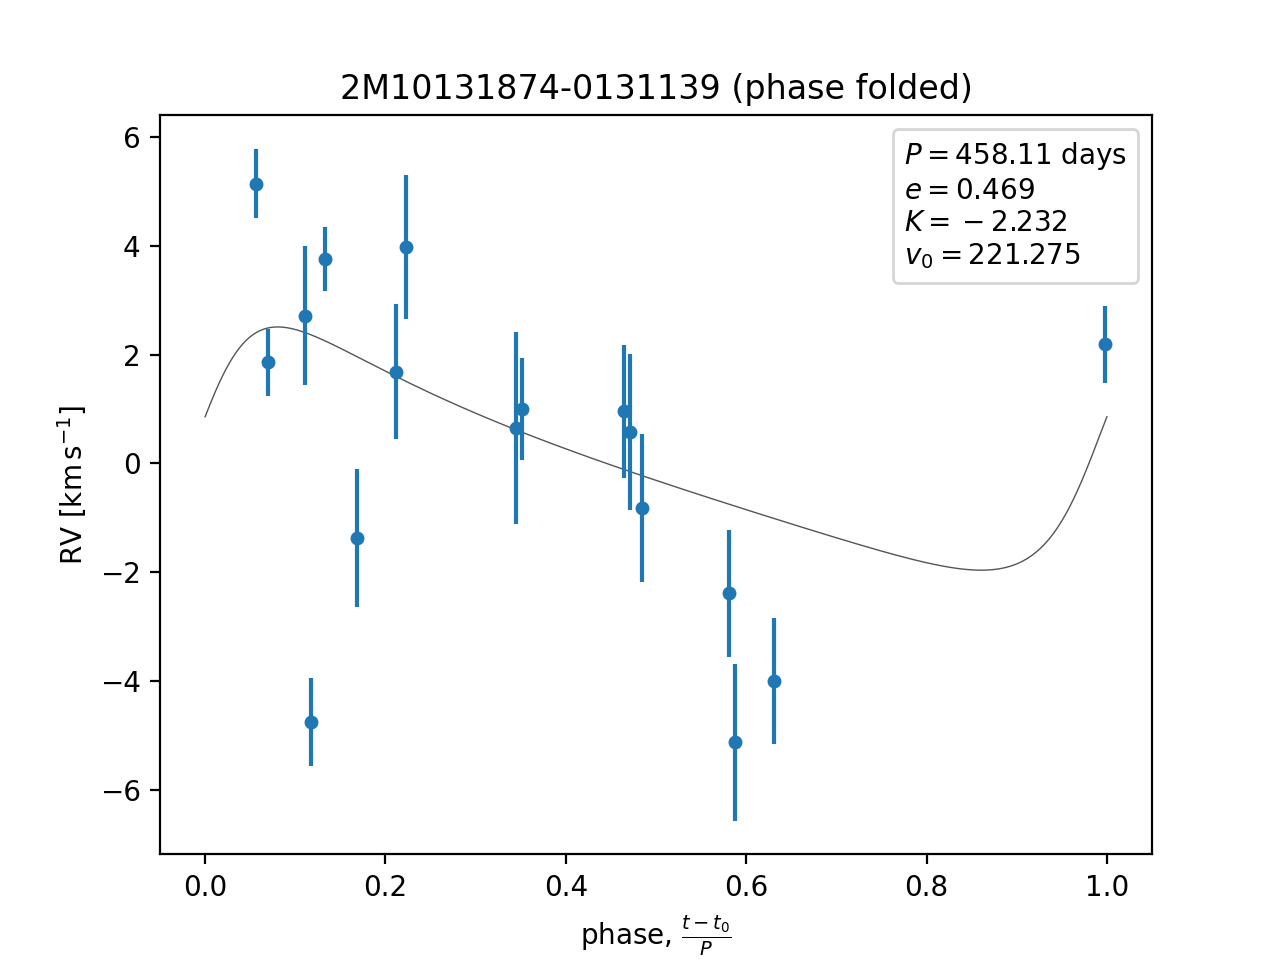 2M10131874-0131139 (phase folded)
P = 458.11 days
e = 0.469
K = −2.232
v₀ = 221.275
RV [km s⁻¹]
6
4
2
0
−2
−4
−6
0.0 0.2 0.4 0.6 0.8 1.0
phase, (t − t₀)/P